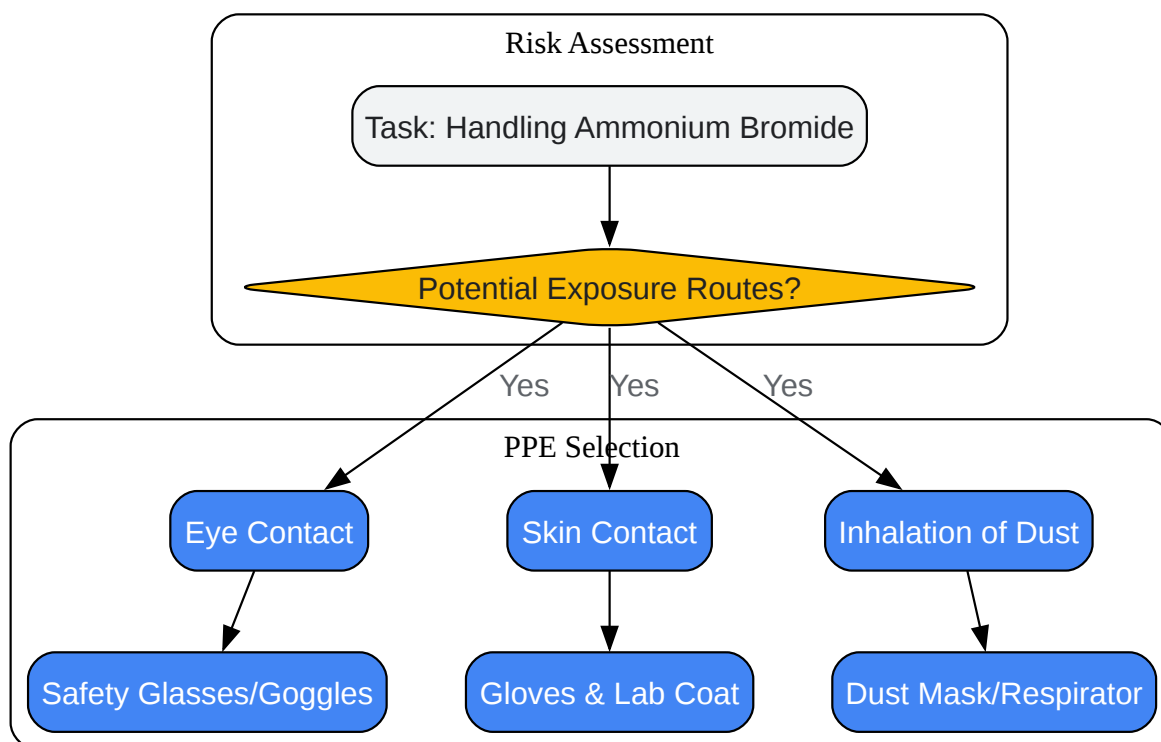 Risk Assessment
Task: Handling Ammonium Bromide
Potential Exposure Routes?
Yes
Yes
Yes
PPE Selection
Eye Contact
Skin Contact
Inhalation of Dust
Safety Glasses/Goggles
Gloves & Lab Coat
Dust Mask/Respirator